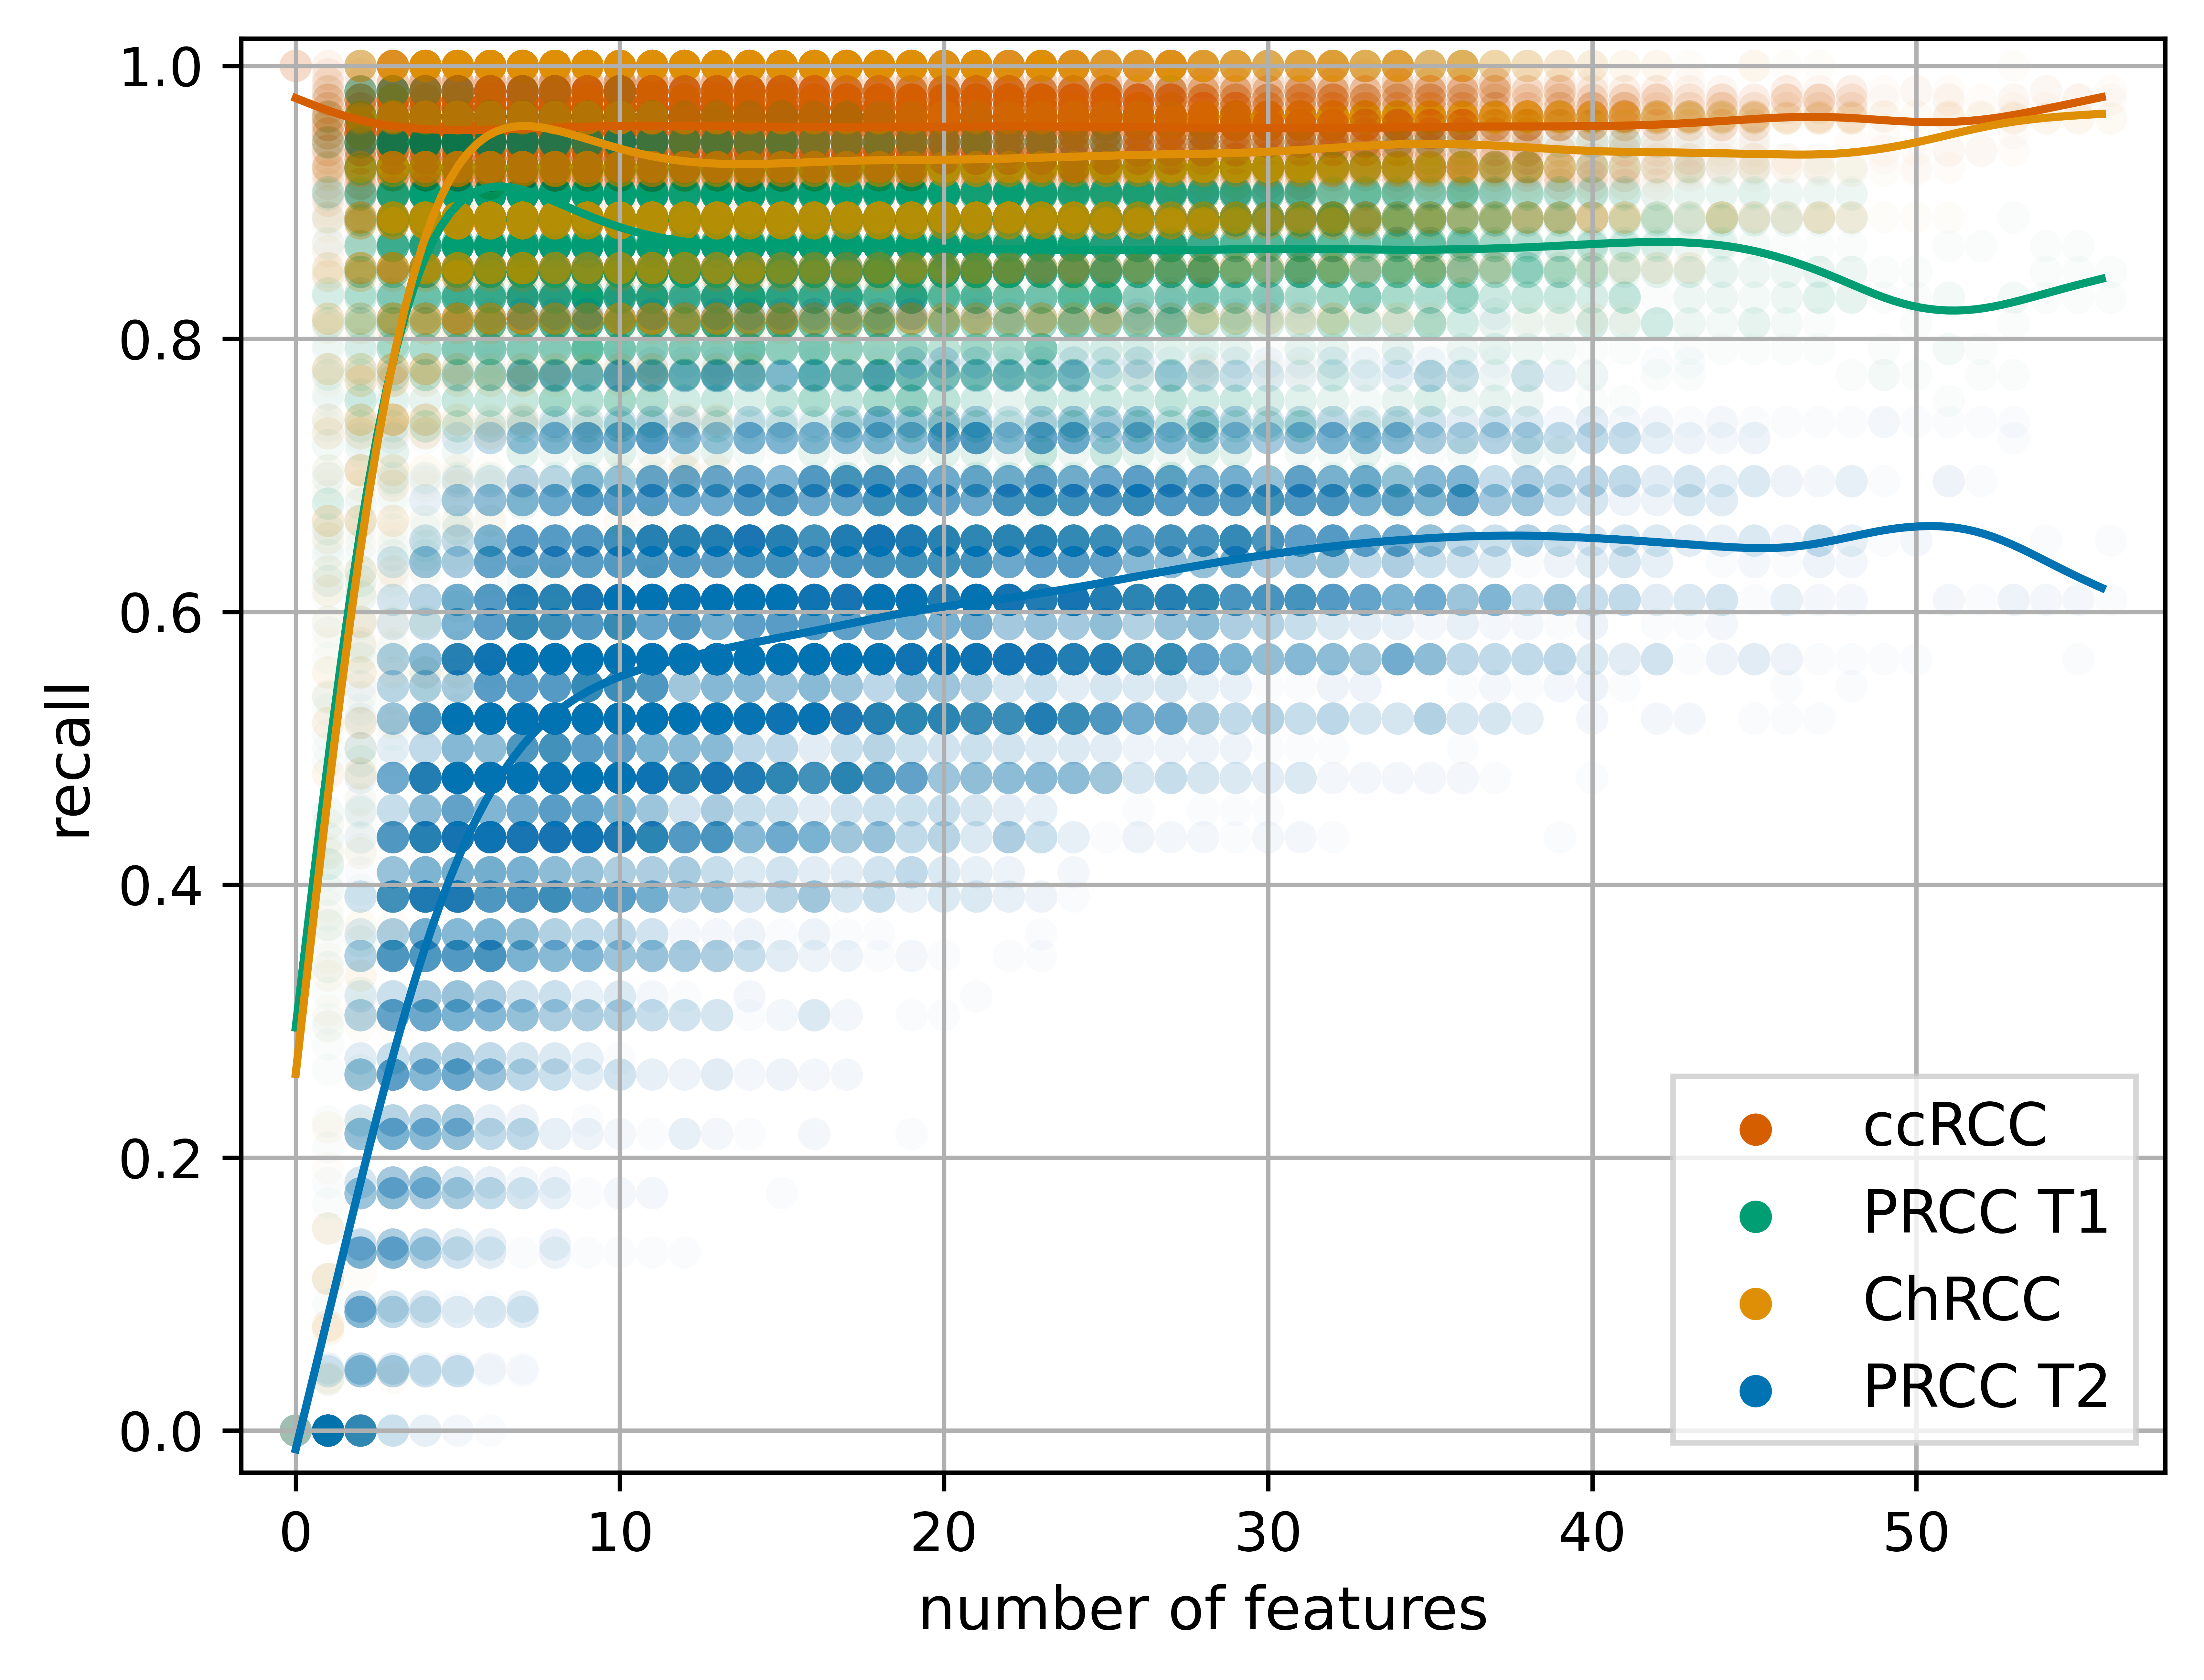 1.0
0.8
0.6
0.4
0.2
0.0
recall
0 10 20 30 40 50
number of features
ccRCC
PRCC T1
ChRCC
PRCC T2